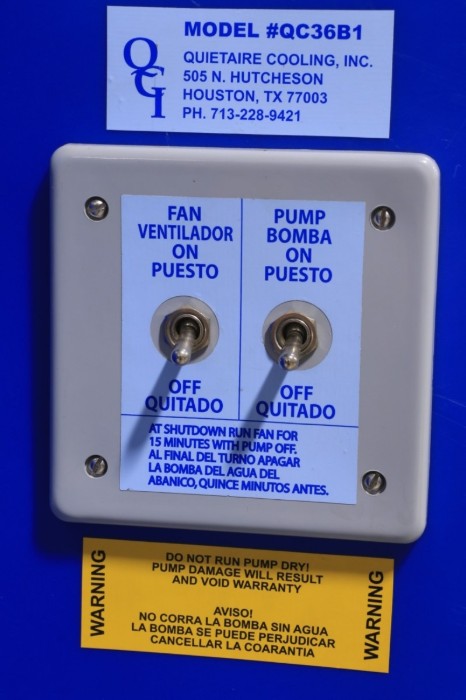 QCI
MODEL #QC36B1
QUIETAIRE COOLING, INC.
505 N. HUTCHESON
HOUSTON, TX 77003
PH. 713-228-9421
FAN
VENTILADOR
ON
PUESTO
OFF
QUITADO
PUMP
BOMBA
ON
PUESTO
OFF
QUITADO
AT SHUTDOWN RUN FAN FOR
15 MINUTES WITH PUMP OFF.
AL FINAL DEL TURNO APAGAR
LA BOMBA DEL AGUA DEL
ABANICO, QUINCE MINUTOS ANTES.
WARNING
DO NOT RUN PUMP DRY!
PUMP DAMAGE WILL RESULT
AND VOID WARRANTY
AVISO!
NO CORRA LA BOMBA SIN AGUA
LA BOMBA SE PUEDE PERJUDICAR
CANCELLAR LA COARANTIA
WARNING